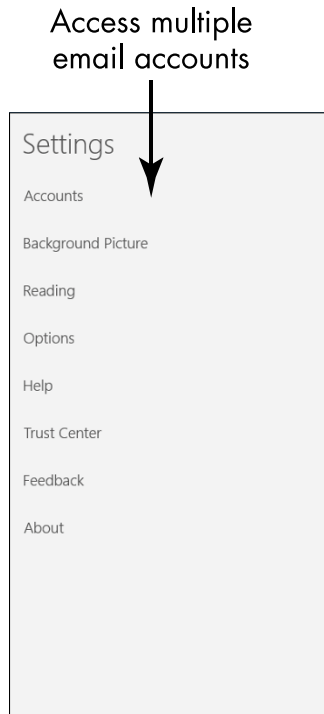 Access multiple
email accounts
Settings
Accounts
Background Picture
Reading
Options
Help
Trust Center
Feedback
About